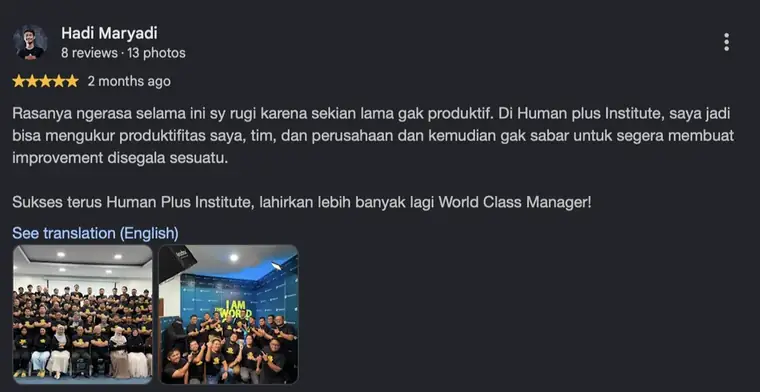 Hadi Maryadi
8 reviews · 13 photos
2 months ago
Rasanya ngerasa selama ini sy rugi karena sekian lama gak produktif. Di Human plus Institute, saya jadi
bisa mengukur produktifitas saya, tim, dan perusahaan dan kemudian gak sabar untuk segera membuat
improvement disegala sesuatu.
Sukses terus Human Plus Institute, lahirkan lebih banyak lagi World Class Manager!
See translation (English)
I AM
WORLD